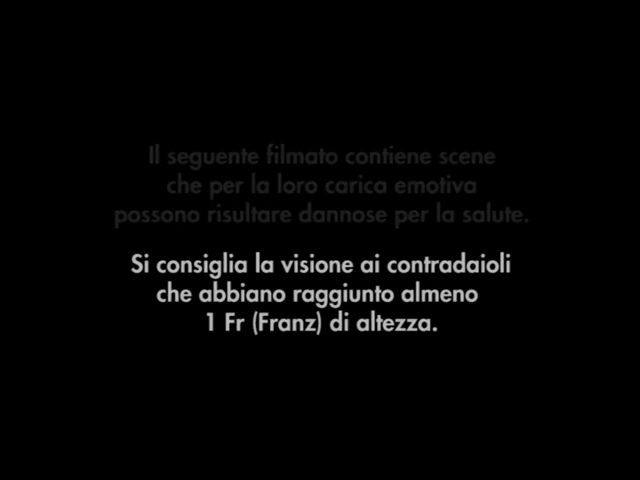 Il seguente filmato contiene scene
che per la loro carica emotiva
possono risultare dannose per la salute.
Si consiglia la visione ai contradaioli
che abbiano raggiunto almeno
1 Fr (Franz) di altezza.